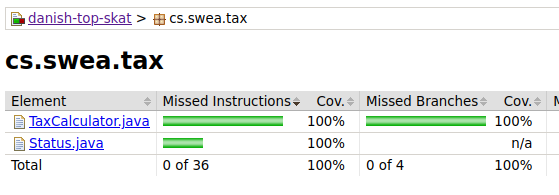 danish-top-skat > cs.swea.tax
cs.swea.tax
Element Missed Instructions Cov. Missed Branches Cov.
TaxCalculator.java 100% 100%
Status.java 100% n/a
Total 0 of 36 100% 0 of 4 100%